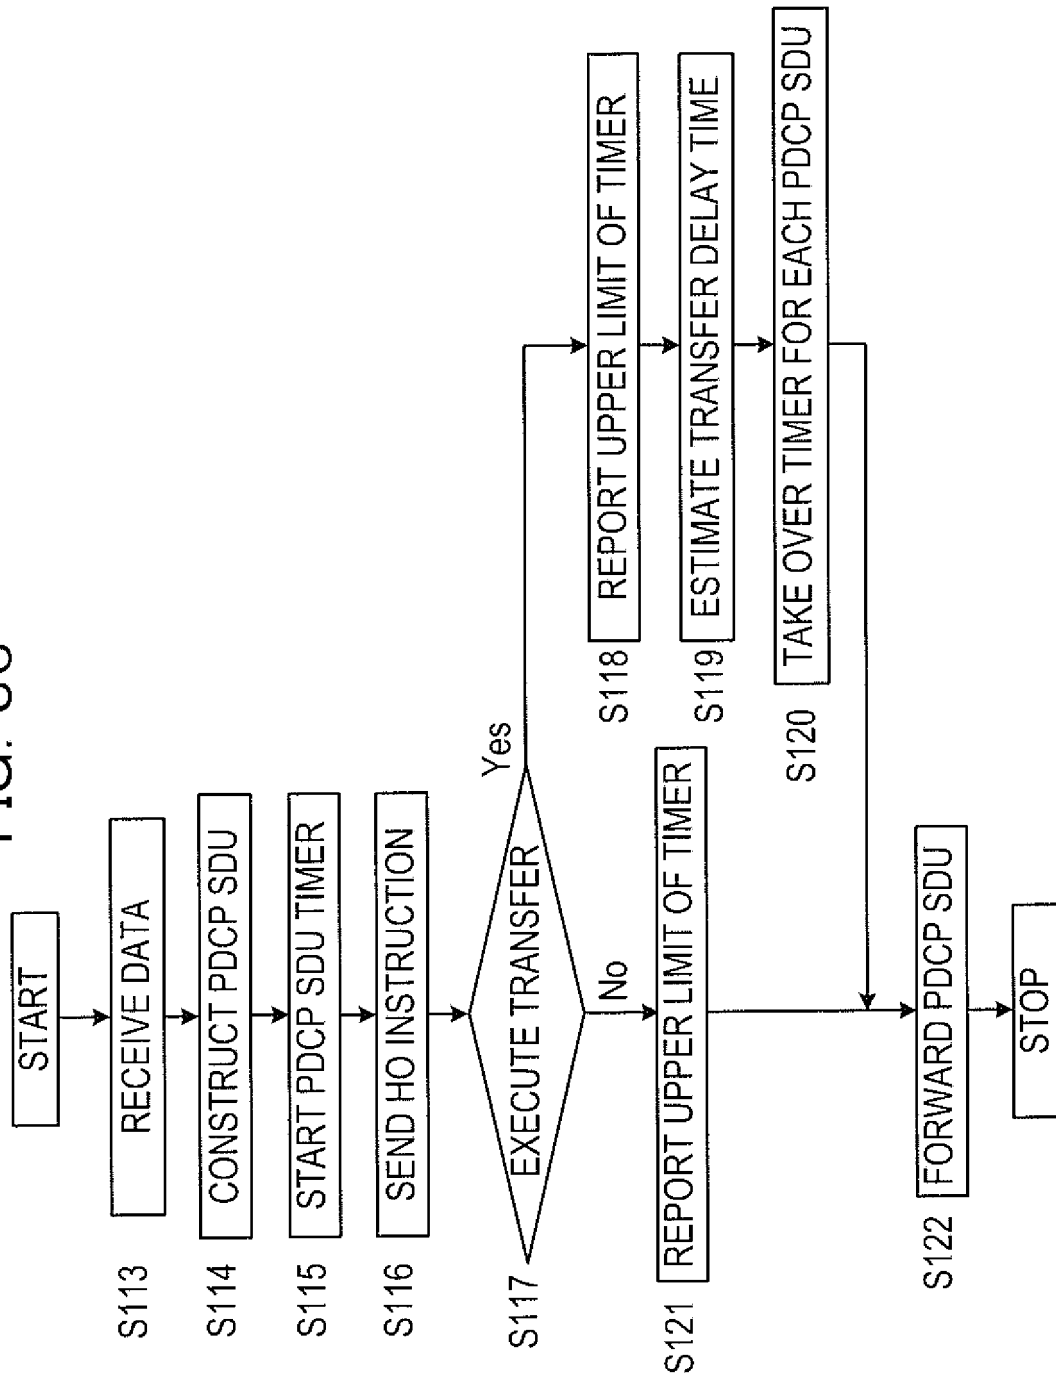 START
S113
RECEIVE DATA
S114
CONSTRUCT PDCP SDU
S115
START PDCP SDU TIMER
S116
SEND HO INSTRUCTION
S117
EXECUTE TRANSFER
Yes
No
S118
REPORT UPPER LIMIT OF TIMER
S119
ESTIMATE TRANSFER DELAY TIME
S120
TAKE OVER TIMER FOR EACH PDCP SDU
S121
REPORT UPPER LIMIT OF TIMER
S122
FORWARD PDCP SDU
STOP